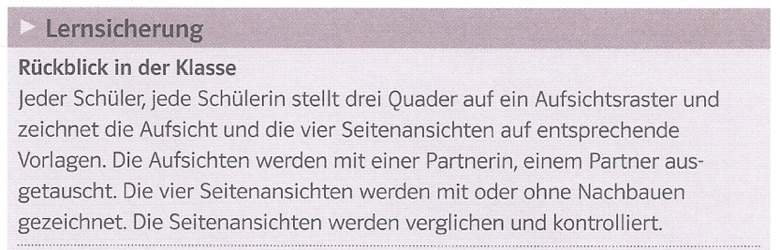 Lernsicherung
Rückblick in der Klasse
Jeder Schüler, jede Schülerin stellt drei Quader auf ein Aufsichtsraster und
zeichnet die Aufsicht und die vier Seitenansichten auf entsprechende
Vorlagen. Die Aufsichten werden mit einer Partnerin, einem Partner aus-
getauscht. Die vier Seitenansichten werden mit oder ohne Nachbauen
gezeichnet. Die Seitenansichten werden verglichen und kontrolliert.